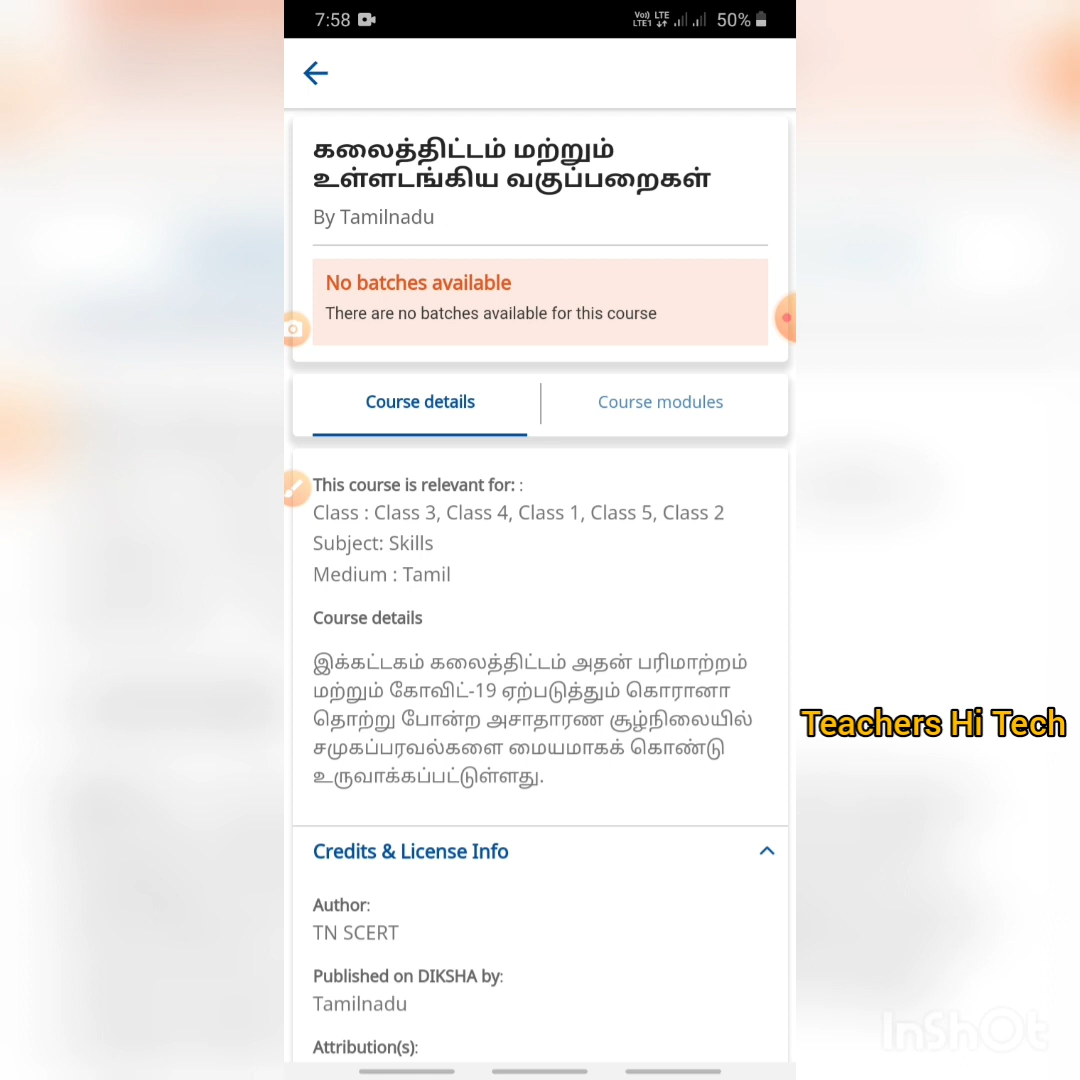 7:58
Vo) LTE
LTE1
50%
கலைத்திட்டம் மற்றும்
உள்ளடங்கிய வகுப்பறைகள்
By Tamilnadu
No batches available
There are no batches available for this course
Course details
Course modules
This course is relevant for: :
Class : Class 3, Class 4, Class 1, Class 5, Class 2
Subject: Skills
Medium : Tamil
Course details
இக்கட்டகம் கலைத்திட்டம் அதன் பரிமாற்றம்
மற்றும் கோவிட்-19 ஏற்படுத்தும் கொரானா
தொற்று போன்ற அசாதாரண சூழ்நிலையில்
சமுகப்பரவல்களை மையமாகக் கொண்டு
உருவாக்கப்பட்டுள்ளது.
Teachers Hi Tech
Credits & License Info
Author:
TN SCERT
Published on DIKSHA by:
Tamilnadu
Attribution(s):
InShOt